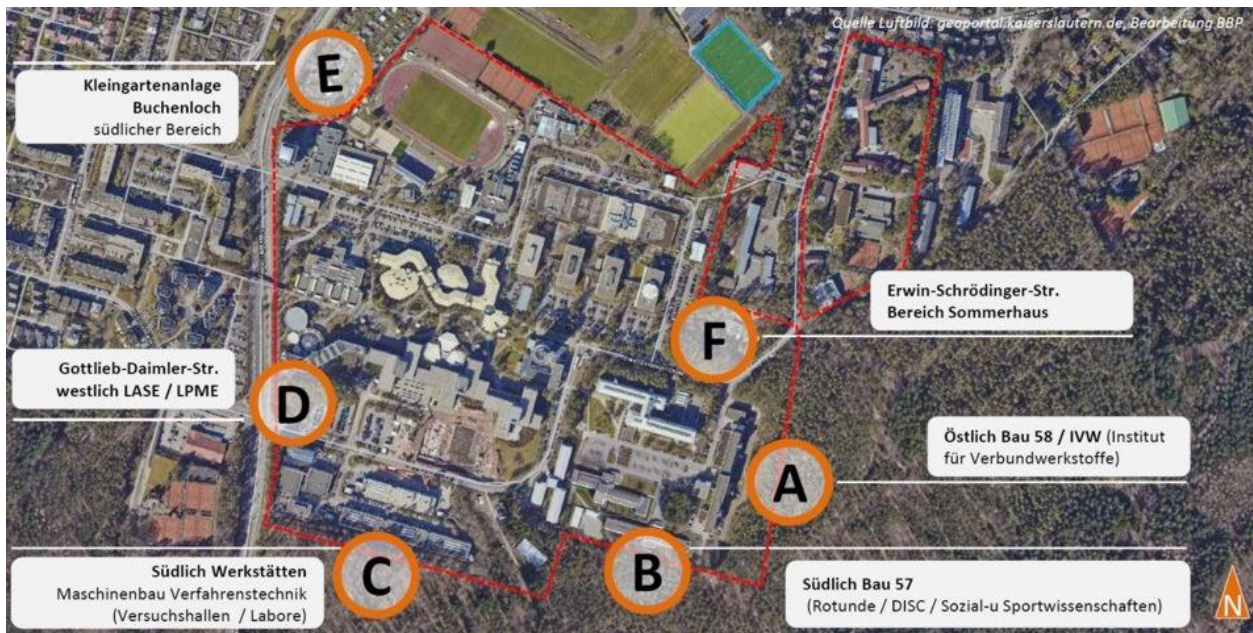 Quelle Luftbild: geoportal.kaiserslautern.de, Bearbeitung BBP
E
Kleingartenanlage
Buchenloch
südlicher Bereich
Erwin-Schrödinger-Str.
Bereich Sommerhaus
F
Gottlieb-Daimler-Str.
westlich LASE / LPME
D
Östlich Bau 58 / IVW (Institut
für Verbundwerkstoffe)
A
Südlich Werkstätten
Maschinenbau Verfahrenstechnik
(Versuchshallen / Labore)
C
B
Südlich Bau 57
(Rotunde / DISC / Sozial-u Sportwissenschaften)
N